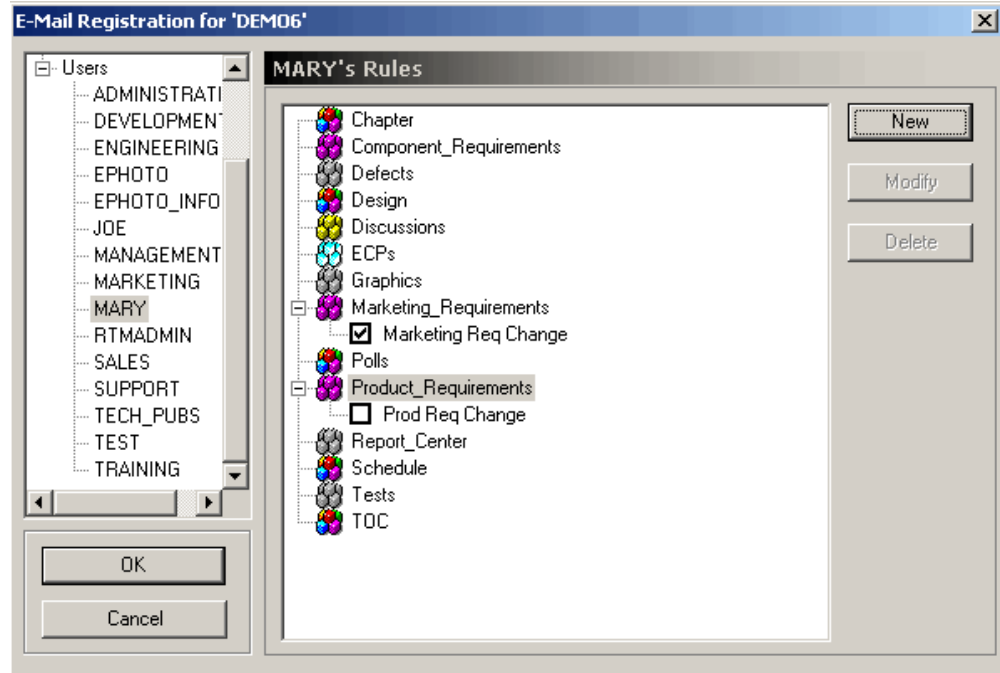 E-Mail Registration for 'DEMO6'
Users
ADMINISTRATI
DEVELOPMENT
ENGINEERING
EPHOTO
EPHOTO_INFO
JOE
MANAGEMENT
MARKETING
MARY
RTMADMIN
SALES
SUPPORT
TECH_PUBS
TEST
TRAINING
OK
Cancel
MARY's Rules
Chapter
Component_Requirements
Defects
Design
Discussions
ECPs
Graphics
Marketing_Requirements
Marketing Req Change
Polls
Product_Requirements
Prod Req Change
Report_Center
Schedule
Tests
TOC
New
Modify
Delete